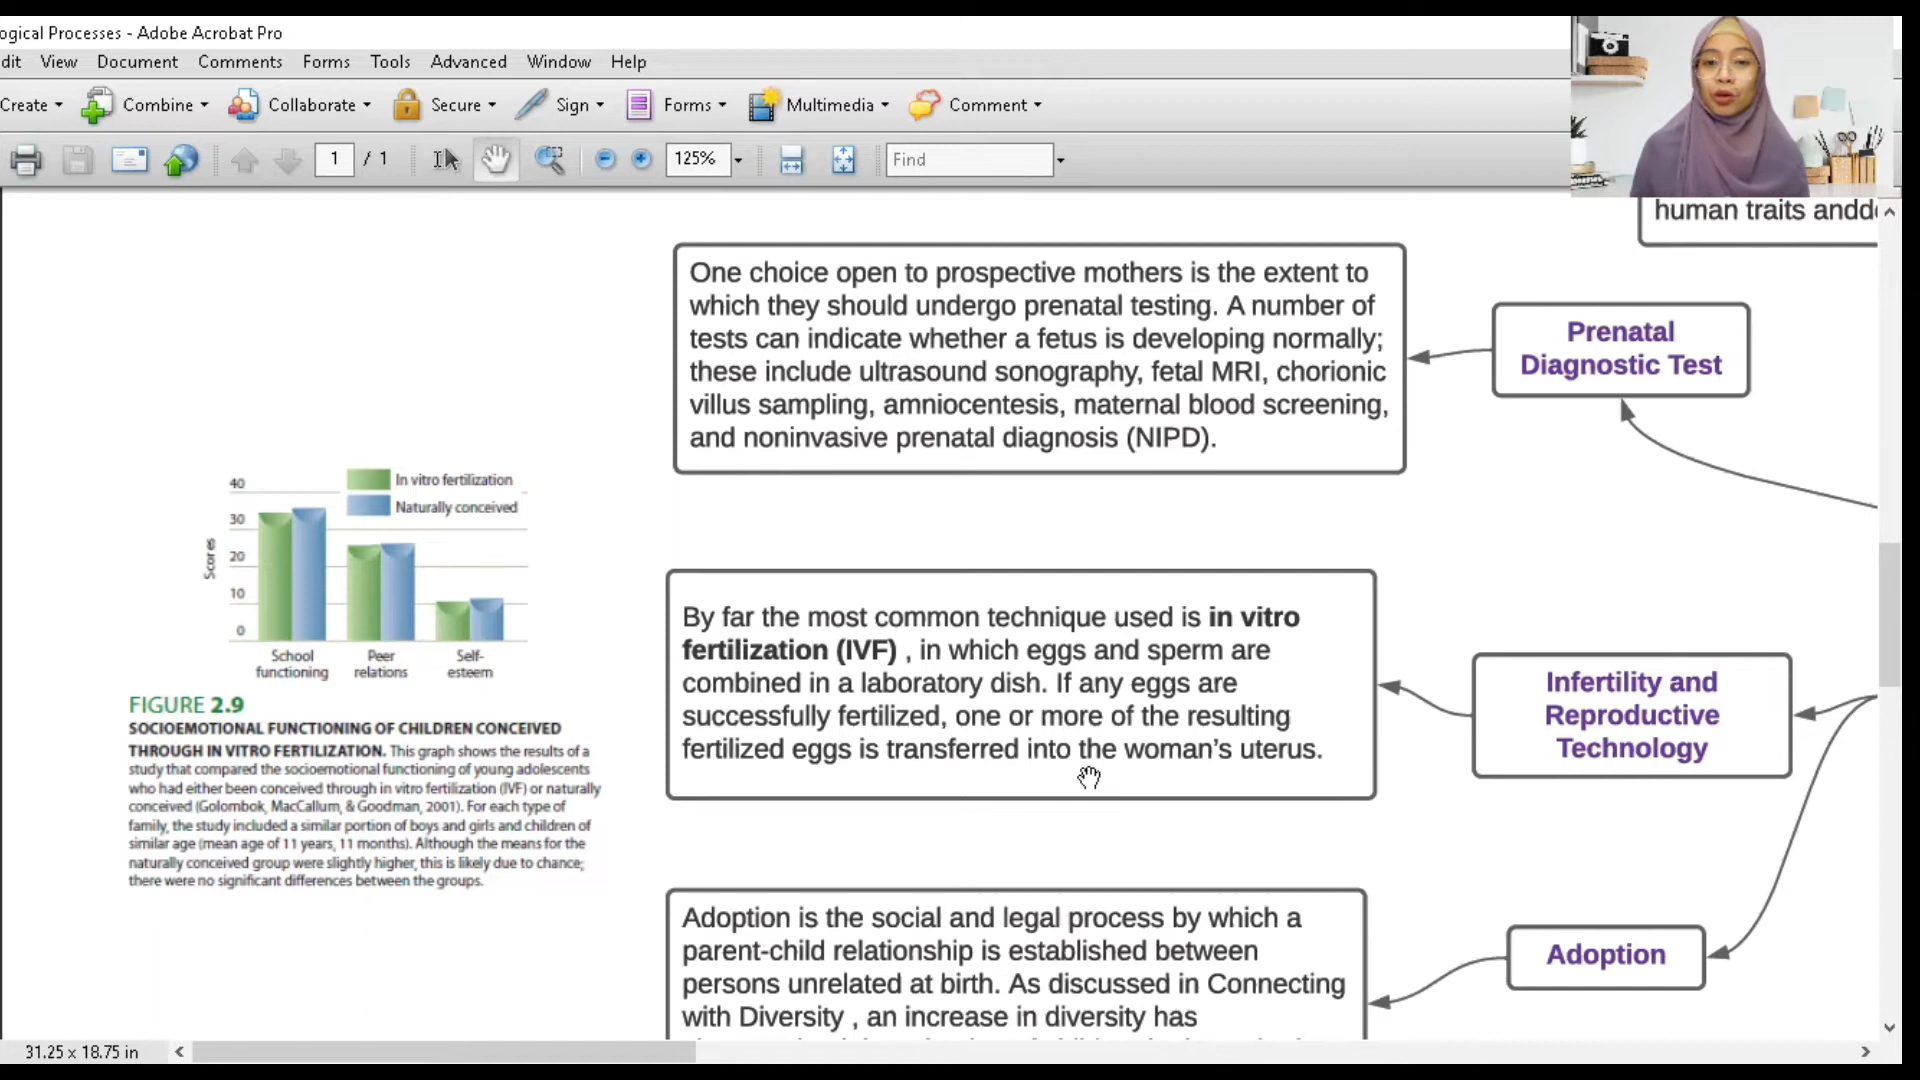 ogical Processes - Adobe Acrobat Pro
dit View Document Comments Forms Tools Advanced Window Help
Create Combine Collaborate Secure Sign Forms Multimedia Comment
1 / 1 125% Find
human traits andd
One choice open to prospective mothers is the extent to
which they should undergo prenatal testing. A number of
tests can indicate whether a fetus is developing normally;
these include ultrasound sonography, fetal MRI, chorionic
villus sampling, amniocentesis, maternal blood screening,
and noninvasive prenatal diagnosis (NIPD).
Prenatal
Diagnostic Test
In vitro fertilization
Naturally conceived
40
30
20
10
0
Scores
School
functioning
Peer
relations
Self-
esteem
FIGURE 2.9
SOCIOEMOTIONAL FUNCTIONING OF CHILDREN CONCEIVED
THROUGH IN VITRO FERTILIZATION. This graph shows the results of a
study that compared the socioemotional functioning of young adolescents
who had either been conceived through in vitro fertilization (IVF) or naturally
conceived (Golombok, MacCallum, & Goodman, 2001). For each type of
family, the study included a similar portion of boys and girls and children of
similar age (mean age of 11 years, 11 months). Although the means for the
naturally conceived group were slightly higher, this is likely due to chance;
there were no significant differences between the groups.
By far the most common technique used is in vitro
fertilization (IVF) , in which eggs and sperm are
combined in a laboratory dish. If any eggs are
successfully fertilized, one or more of the resulting
fertilized eggs is transferred into the woman's uterus.
Infertility and
Reproductive
Technology
Adoption is the social and legal process by which a
parent-child relationship is established between
persons unrelated at birth. As discussed in Connecting
with Diversity , an increase in diversity has
Adoption
31.25 x 18.75 in